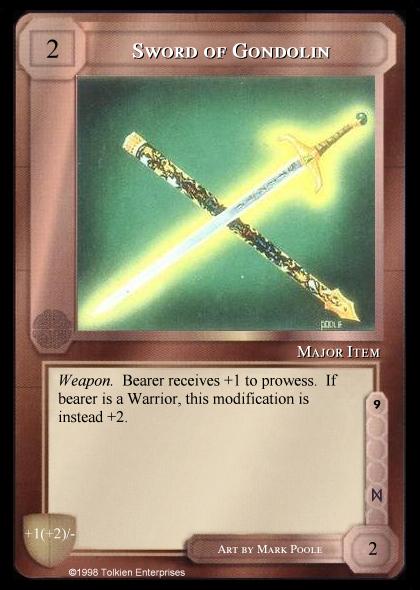 2
Sword of Gondolin
POOLE
Major Item
Weapon. Bearer receives +1 to prowess. If
bearer is a Warrior, this modification is
instead +2.
9
+1(+2)/-
Art by Mark Poole
2
©1998 Tolkien Enterprises